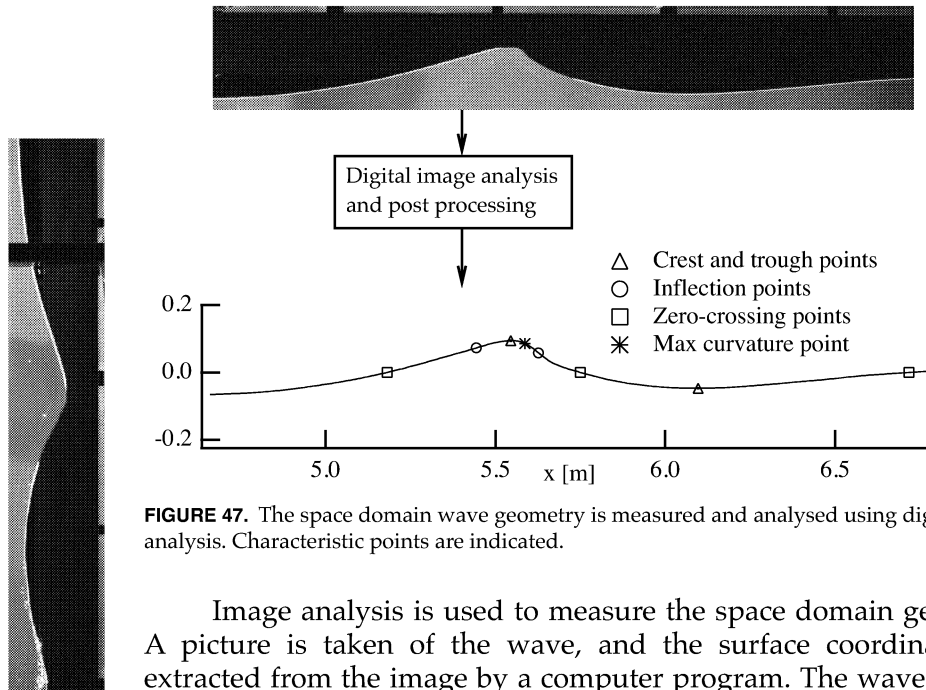 Digital image analysis
and post processing
Crest and trough points
Inflection points
Zero-crossing points
Max curvature point
0.2
0.0
-0.2
5.0 5.5 6.0 6.5
x [m]
FIGURE 47. The space domain wave geometry is measured and analysed using
analysis. Characteristic points are indicated.
Image analysis is used to measure the space domain
A picture is taken of the wave, and the surface
extracted from the image by a computer program. The wave